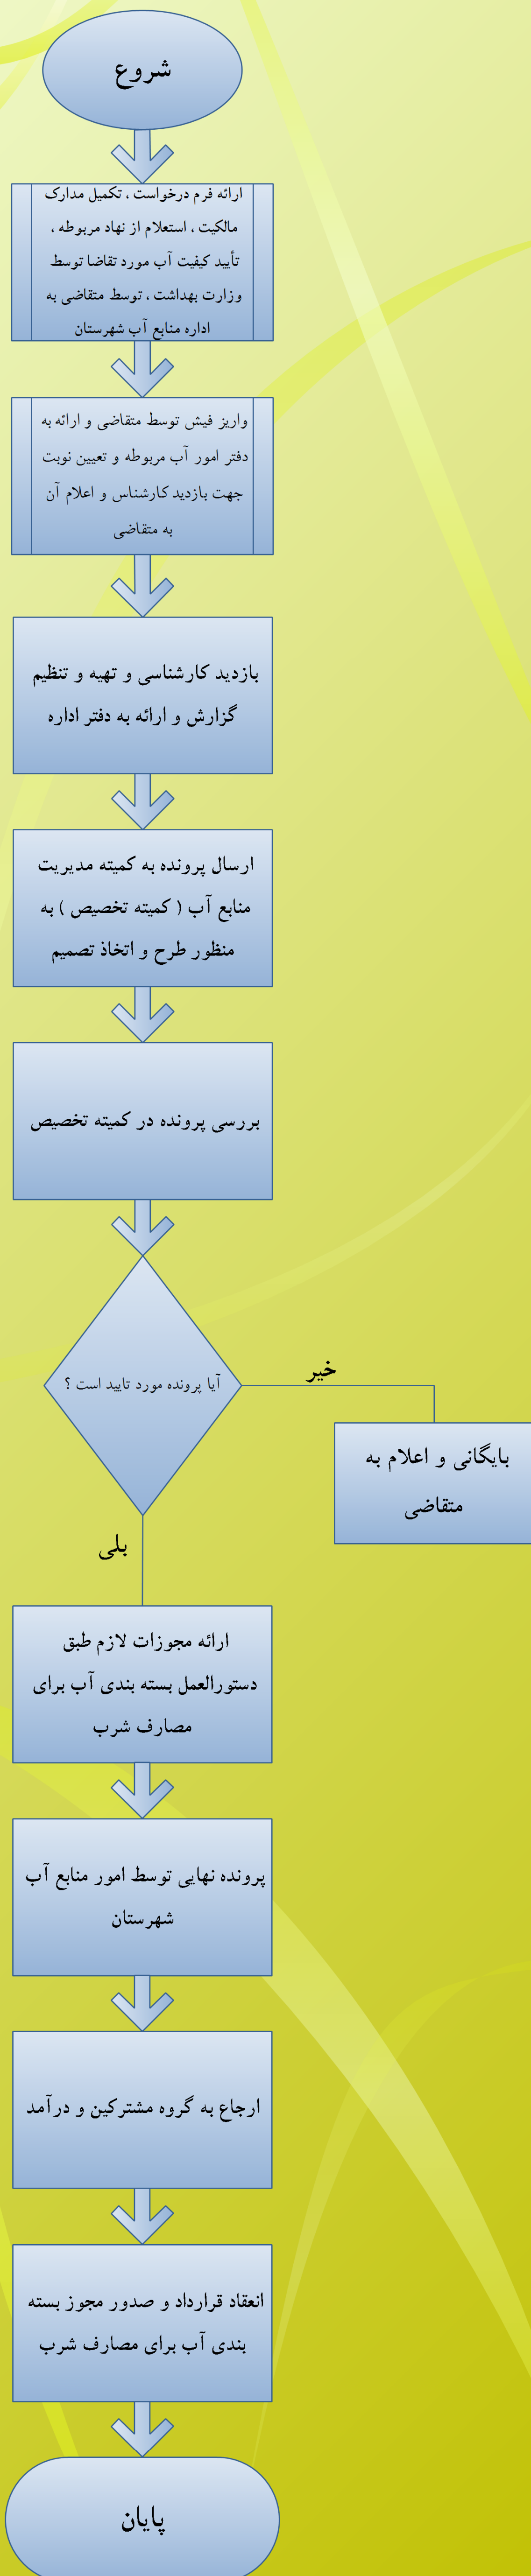 شروع
ارائه فرم درخواست ، تکمیل مدارک
مالکیت ، استعلام از نهاد مربوطه ،
تأیید کیفیت آب مورد تقاضا توسط
وزارت بهداشت ، توسط متقاضی به
اداره منابع آب شهرستان
واریز فیش توسط متقاضی و ارائه به
دفتر امور آب مربوطه و تعیین نوبت
جهت بازدید کارشناس و اعلام آن
به متقاضی
بازدید کارشناسی و تهیه و تنظیم
گزارش و ارائه به دفتر اداره
ارسال پرونده به کمیته مدیریت
منابع آب ( کمیته تخصیص ) به
منظور طرح و اتخاذ تصمیم
بررسی پرونده در کمیته تخصیص
آیا پرونده مورد تایید است ؟
خیر
بایگانی و اعلام به
متقاضی
بلی
ارائه مجوزات لازم طبق
دستورالعمل بسته بندی آب برای
مصارف شرب
پرونده نهایی توسط امور منابع آب
شهرستان
ارجاع به گروه مشترکین و درآمد
انعقاد قرارداد و صدور مجوز بسته
بندی آب برای مصارف شرب
پایان